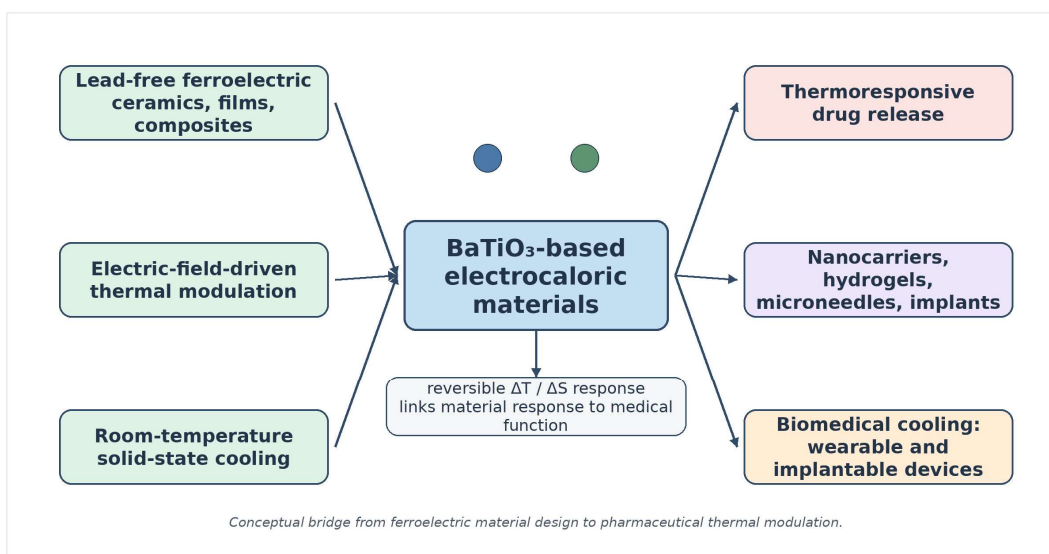 Lead-free ferroelectric
ceramics, films,
composites
Electric-field-driven
thermal modulation
Room-temperature
solid-state cooling
BaTiO₃-based
electrocaloric
materials
reversible ΔT / ΔS response
links material response to medical
function
Thermoresponsive
drug release
Nanocarriers,
hydrogels,
microneedles, implants
Biomedical cooling:
wearable and
implantable devices
Conceptual bridge from ferroelectric material design to pharmaceutical thermal modulation.